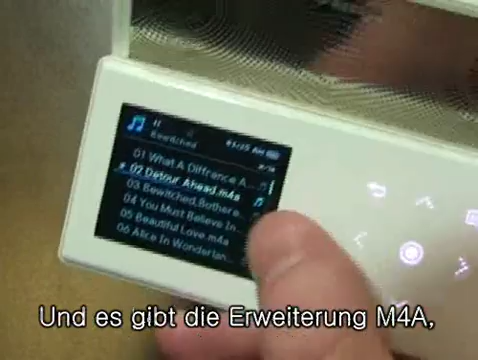 Bewitched
01 What A Diffrence A...
02 Detour Ahead.m4a
03 Bewitched,Bothere...
04 You Must Believe In...
05 Beautiful Love.m4a
06 Alice In Wonderlan...
Und es gibt die Erweiterung M4A,